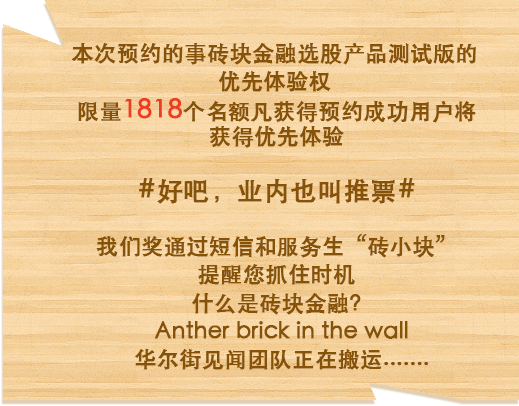 本次预约的事砖块金融选股产品测试版的
优先体验权
限量1818个名额凡获得预约成功用户将
获得优先体验
#好吧，业内也叫推票#
我们奖通过短信和服务生“砖小块”
提醒您抓住时机
什么是砖块金融?
Anther brick in the wall
华尔街见闻团队正在搬运.......